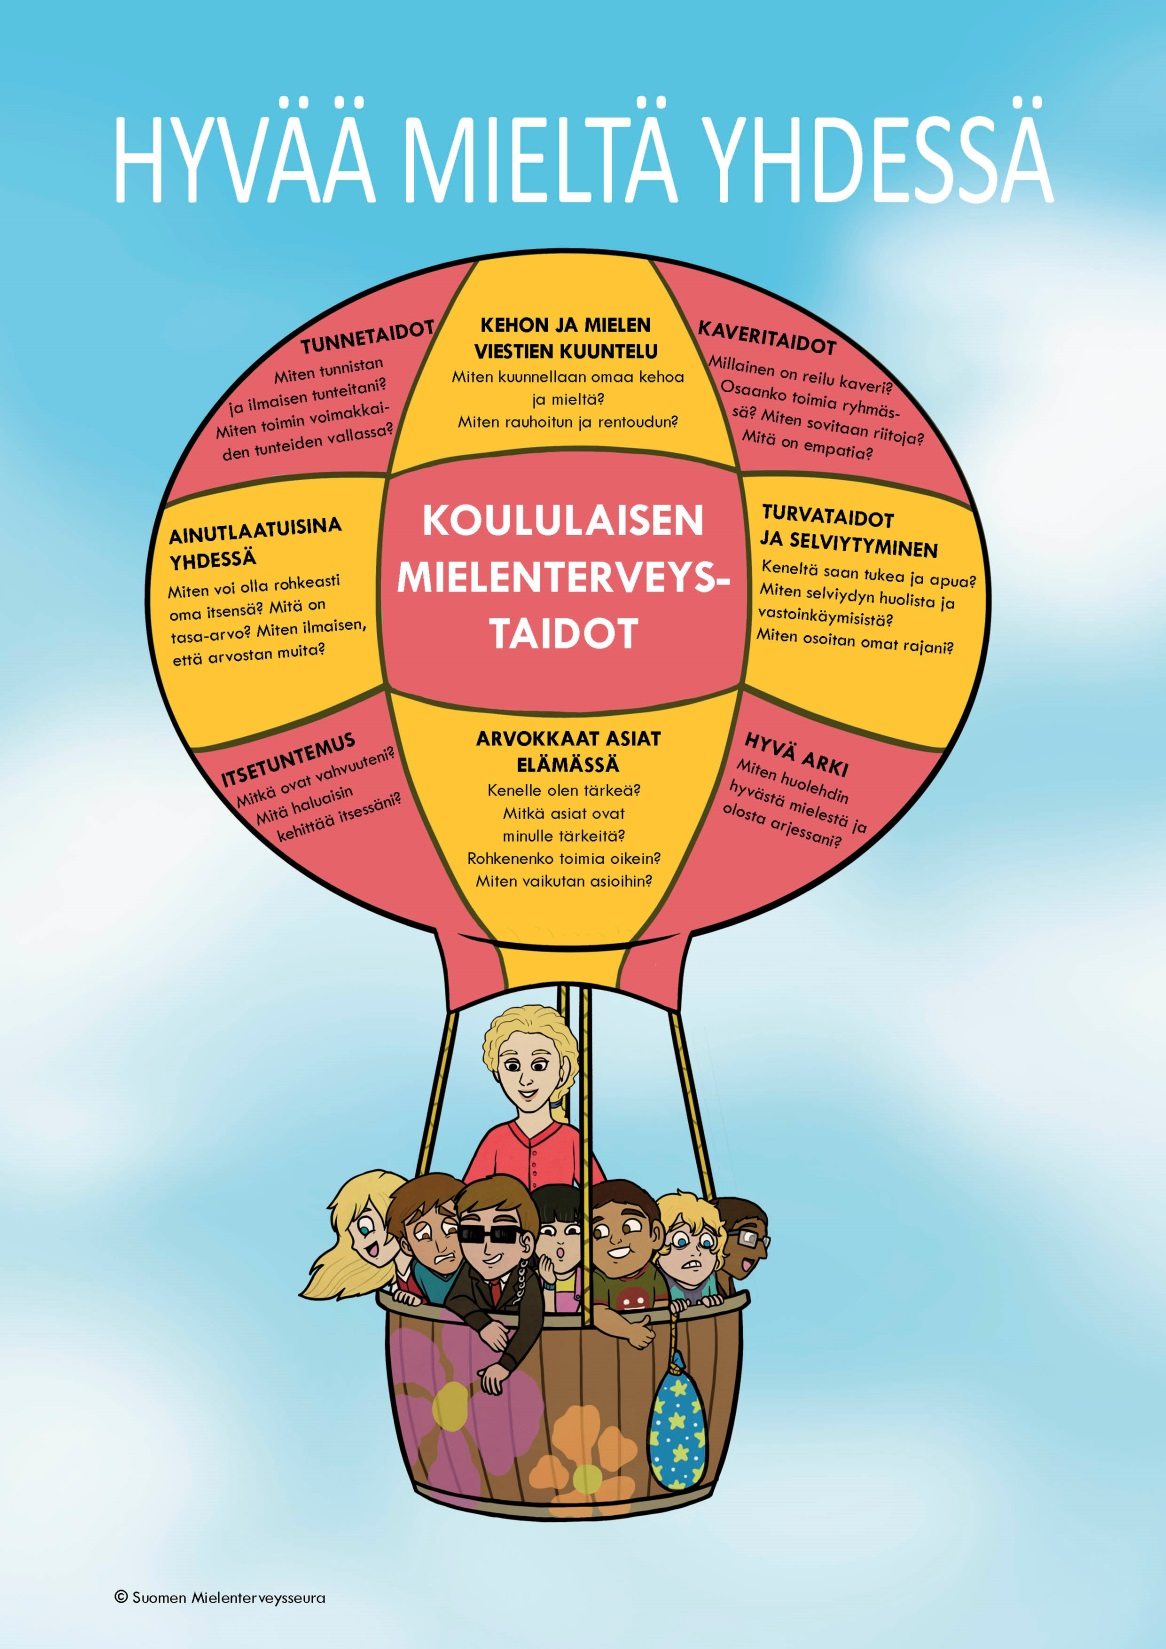 HYVÄÄ MIELTÄ YHDESSÄ
TUNNETAIDOT
Miten tunnistan
ja ilmaisen tunteitani?
Miten toimin voimakkai-
den tunteiden vallassa?
KEHON JA MIELEN
VIESTIEN KUUNTELU
Miten kuunnellaan omaa kehoa
ja mieltä?
Miten rauhoitun ja rentoudun?
KAVERITAIDOT
Millainen on reilu kaveri?
Osaanko toimia ryhmäs-
sä? Miten sovitaan riitoja?
Mitä on empatia?
AINUTLAATUISINA
YHDESSÄ
Miten voi olla rohkeasti
oma itsensä? Mitä on
tasa-arvo? Miten ilmaisen,
että arvostan muita?
KOULULAISEN
MIELENTERVEYS-
TAIDOT
TURVATAIDOT
JA SELVIYTYMINEN
Keneltä saan tukea ja apua?
Miten selviydyn huolista ja
vastoinkäymisistä?
Miten osoitan omat rajani?
ITSETUNTEMUS
Mitkä ovat vahvuuteni?
Mitä haluaisin
kehittää itsessäni?
ARVOKKAAT ASIAT
ELÄMÄSSÄ
Kenelle olen tärkeä?
Mitkä asiat ovat
minulle tärkeitä?
Rohkenenko toimia oikein?
Miten vaikutan asioihin?
HYVÄ ARKI
Miten huolehdin
hyvästä mielestä ja
olosta arjessani?
© Suomen Mielenterveysseura